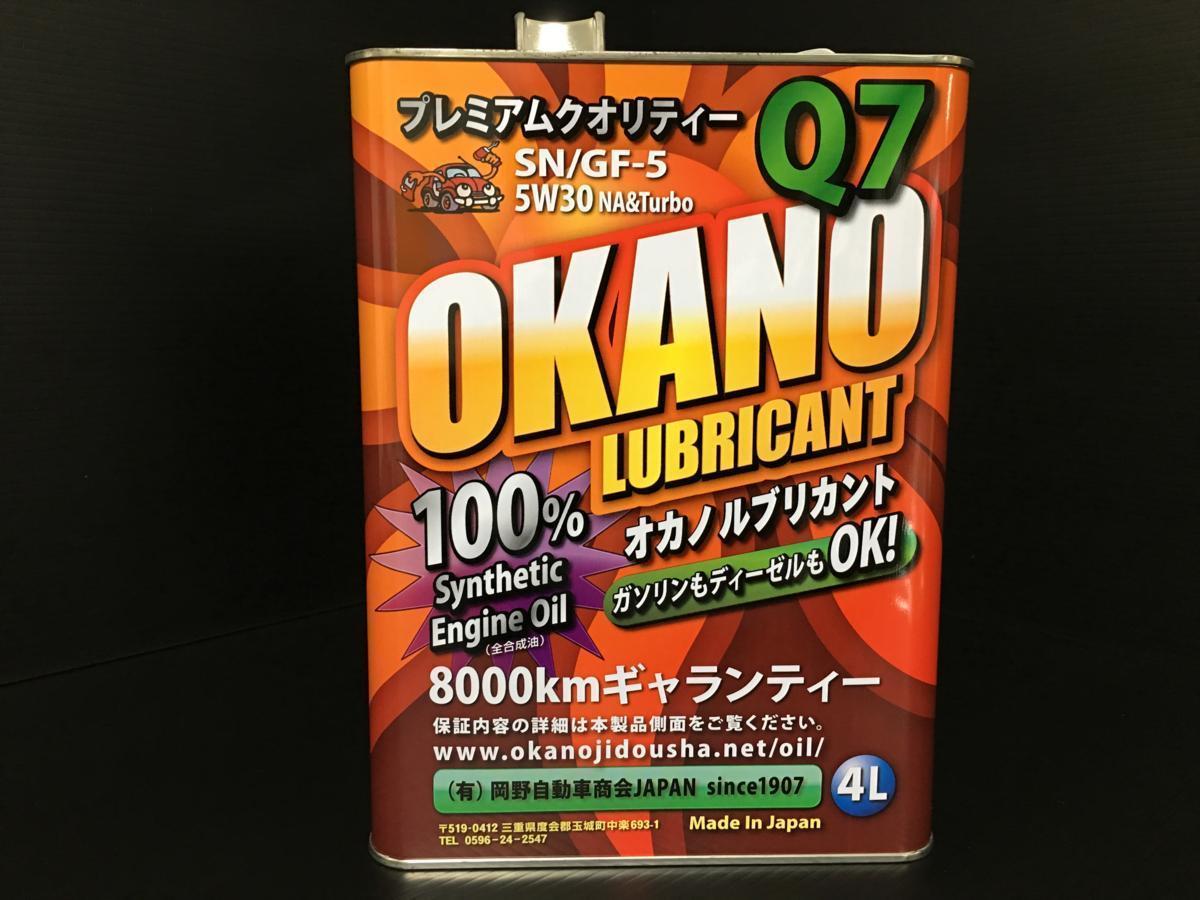 プレミアムクオリティー
Q7
SN/GF-5
5W30 NA&Turbo
OKANO
LUBRICANT
オカノルブリカント
100%
Synthetic
Engine Oil
(全合成油)
ガソリンもディーゼルもOK!
8000kmギャランティー
保証内容の詳細は本製品側面をご覧ください。
www.okanojidousha.net/oil/
(有)岡野自動車商会JAPAN since1907
4L
〒519-0412 三重県度会郡玉城町中楽693-1
TEL 0596-24-2547
Made In Japan